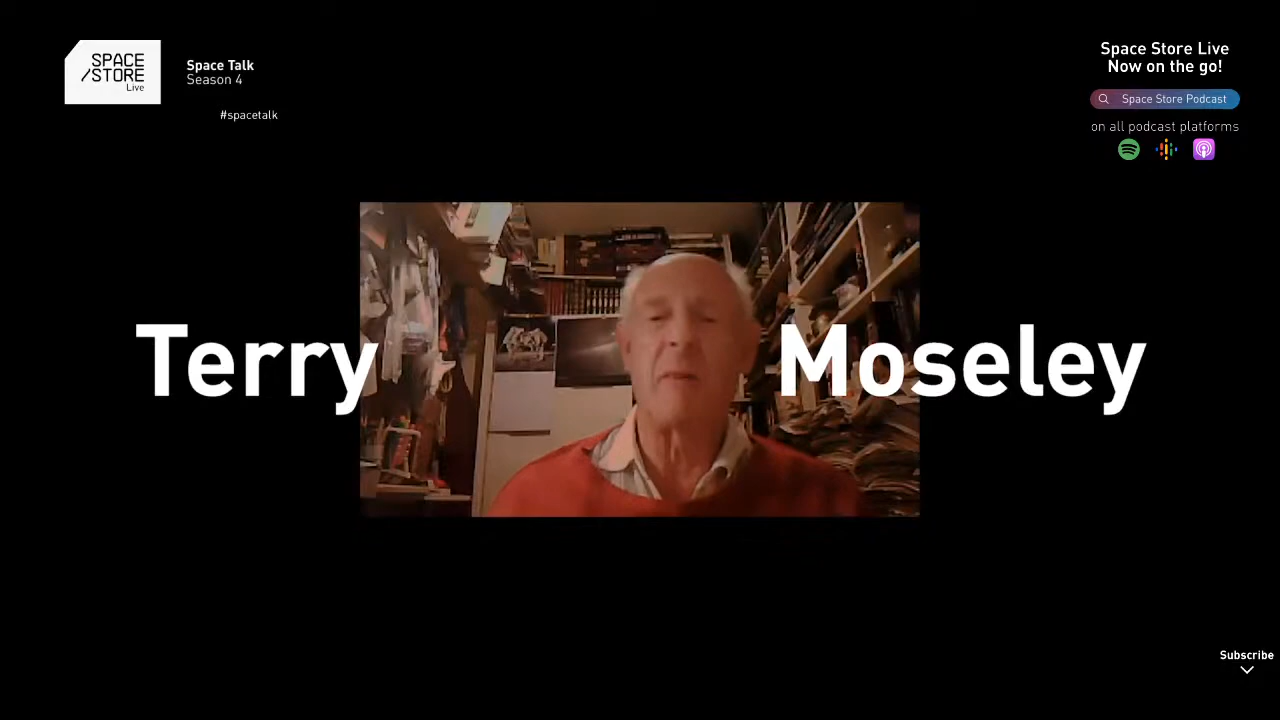 SPACE
/STORE
Live
Space Talk
Season 4
#spacetalk
Space Store Live
Now on the go!
Space Store Podcast
on all podcast platforms
Terry Moseley
Subscribe